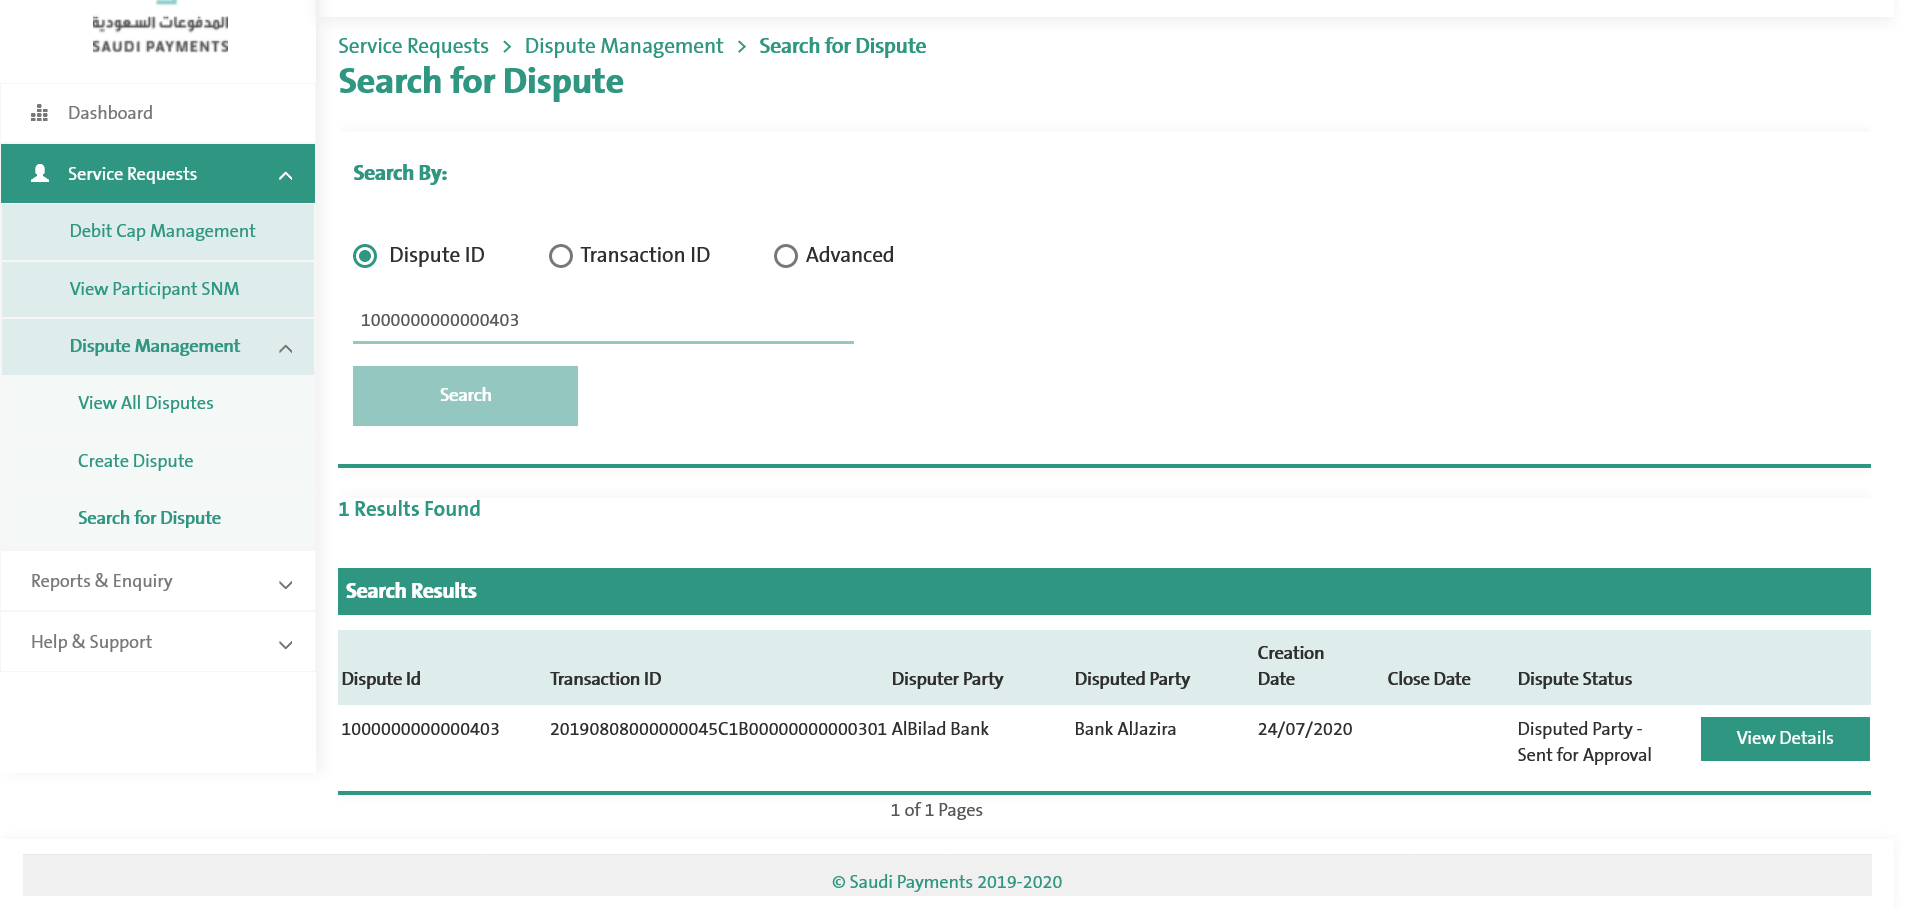 المدفوعات السعودية
SAUDI PAYMENTS
Dashboard
Service Requests
Debit Cap Management
View Participant SNM
Dispute Management
View All Disputes
Create Dispute
Search for Dispute
Reports & Enquiry
Help & Support
Service Requests > Dispute Management > Search for Dispute
Search for Dispute
Search By:
Dispute ID Transaction ID Advanced
1000000000000403
Search
1 Results Found
Search Results
Dispute Id Transaction ID Disputer Party Disputed Party Creation Date Close Date Dispute Status
1000000000000403 20190808000000045C1B00000000000301 AlBilad Bank Bank AlJazira 24/07/2020 Disputed Party - Sent for Approval View Details
1 of 1 Pages
© Saudi Payments 2019-2020